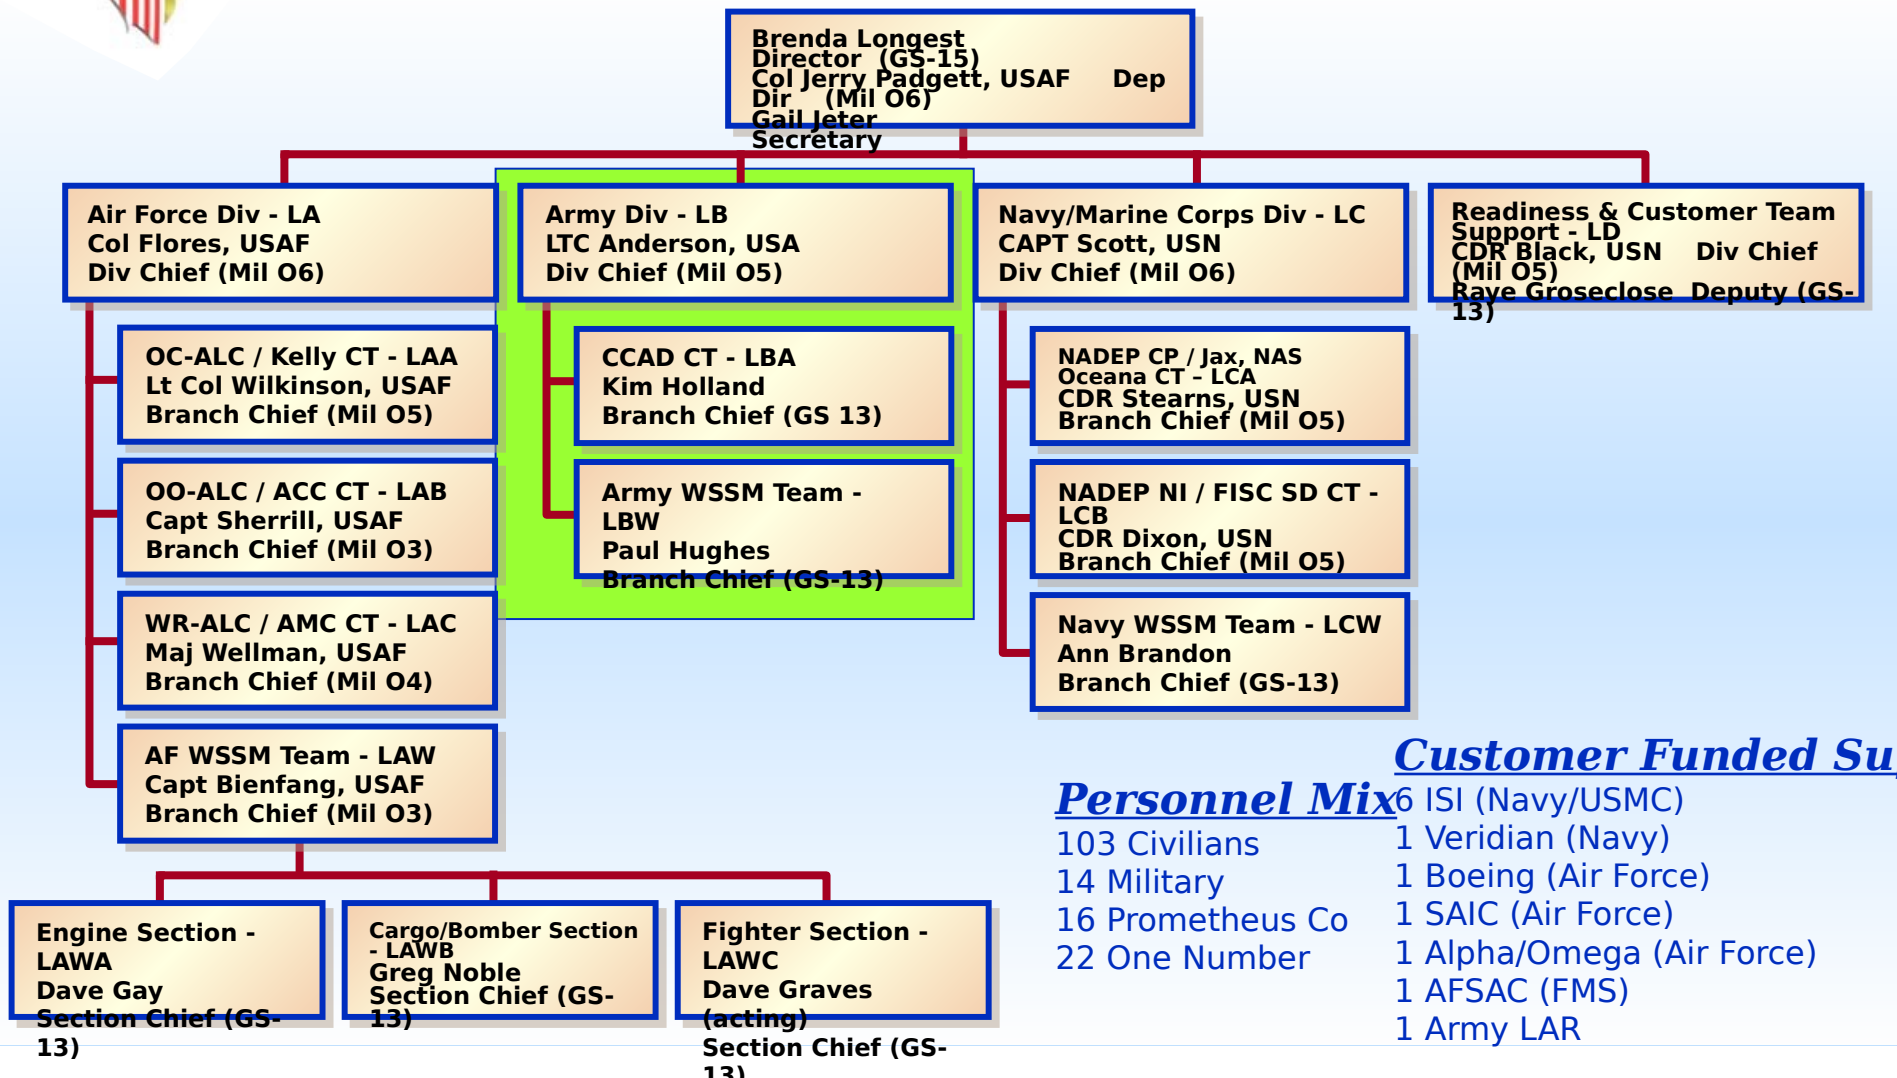 Brenda Longest
Director (GS-15)
Col Jerry Padgett, USAF Dep
Dir (Mil O6)
Gail Jeter
Secretary
Air Force Div - LA
Col Flores, USAF
Div Chief (Mil O6)
Army Div - LB
LTC Anderson, USA
Div Chief (Mil O5)
Navy/Marine Corps Div - LC
CAPT Scott, USN
Div Chief (Mil O6)
Readiness & Customer Team
Support - LD
CDR Black, USN Div Chief
(Mil O5)
Raye Groseclose Deputy (GS-
13)
OC-ALC / Kelly CT - LAA
Lt Col Wilkinson, USAF
Branch Chief (Mil O5)
CCAD CT - LBA
Kim Holland
Branch Chief (GS 13)
NADEP CP / Jax, NAS
Oceana CT – LCA
CDR Stearns, USN
Branch Chief (Mil O5)
OO-ALC / ACC CT - LAB
Capt Sherrill, USAF
Branch Chief (Mil O3)
Army WSSM Team -
LBW
Paul Hughes
Branch Chief (GS-13)
NADEP NI / FISC SD CT -
LCB
CDR Dixon, USN
Branch Chief (Mil O5)
WR-ALC / AMC CT - LAC
Maj Wellman, USAF
Branch Chief (Mil O4)
Navy WSSM Team - LCW
Ann Brandon
Branch Chief (GS-13)
AF WSSM Team - LAW
Capt Bienfang, USAF
Branch Chief (Mil O3)
Engine Section -
LAWA
Dave Gay
Section Chief (GS-
13)
Cargo/Bomber Section
- LAWB
Greg Noble
Section Chief (GS-
13)
Fighter Section -
LAWC
Dave Graves
(acting)
Section Chief (GS-
13)
Personnel Mix
103 Civilians
14 Military
16 Prometheus Co
22 One Number
Customer Funded Su
6 ISI (Navy/USMC)
1 Veridian (Navy)
1 Boeing (Air Force)
1 SAIC (Air Force)
1 Alpha/Omega (Air Force)
1 AFSAC (FMS)
1 Army LAR